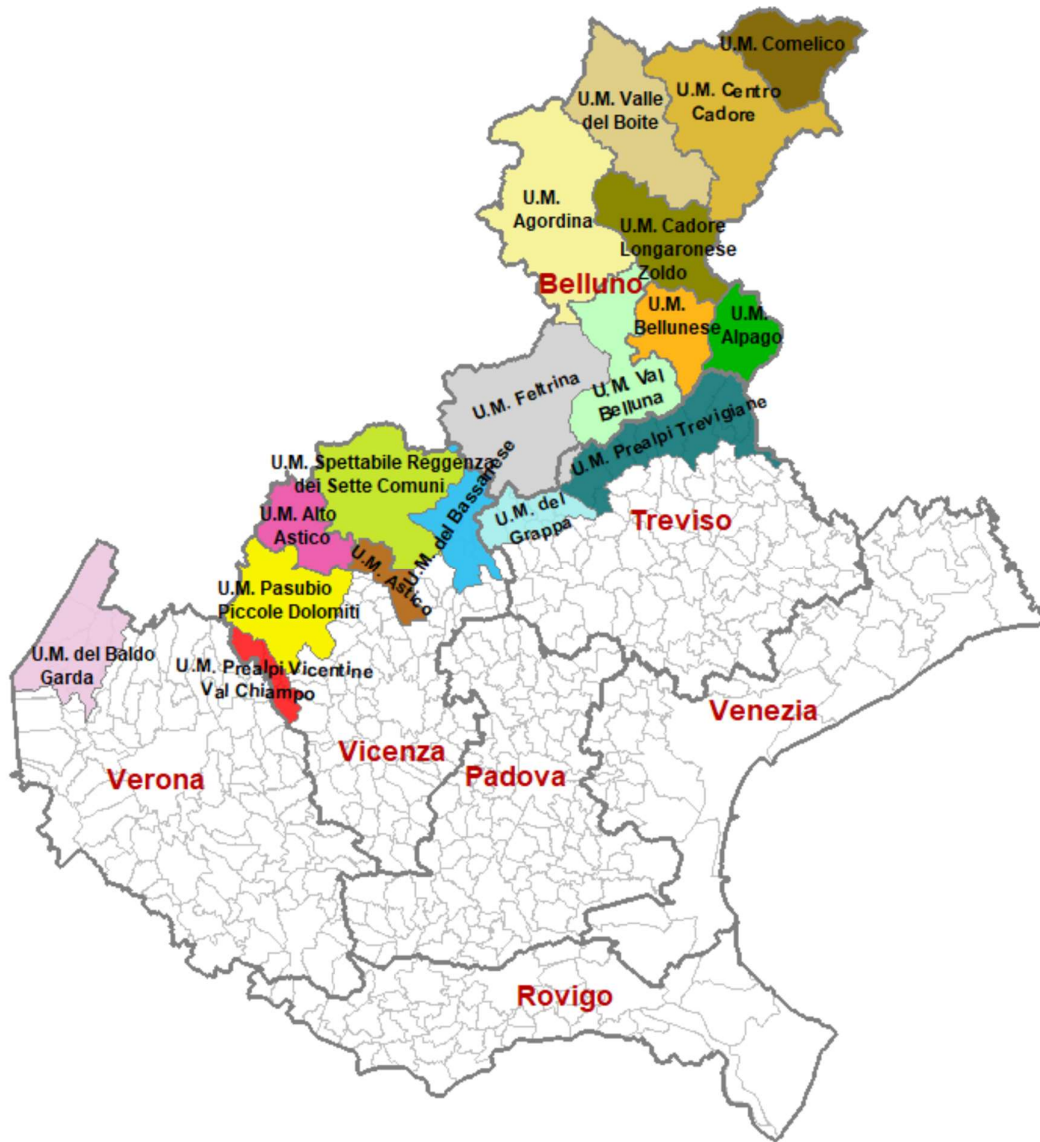 U.M. Comelico
U.M. Centro
Cadore
U.M. Valle
del Boite
U.M.
Agordina
U.M. Cadore
Longaronese
Zoldo
Belluno
U.M.
Bellunese
U.M.
Alpago
U.M. Feltrina
U.M. Val
Belluna
U.M. Prealpi Trevigiane
U.M. Spettabile Reggenza
dei Sette Comuni
U.M. del Bassanese
U.M. del
Grappa
U.M. Alto
Astico
U.M. Astico
Treviso
U.M. Pasubio
Piccole Dolomiti
U.M. del Baldo
Garda
U.M. Prealpi Vicentine
Val Chiampo
Venezia
Vicenza
Verona
Padova
Rovigo